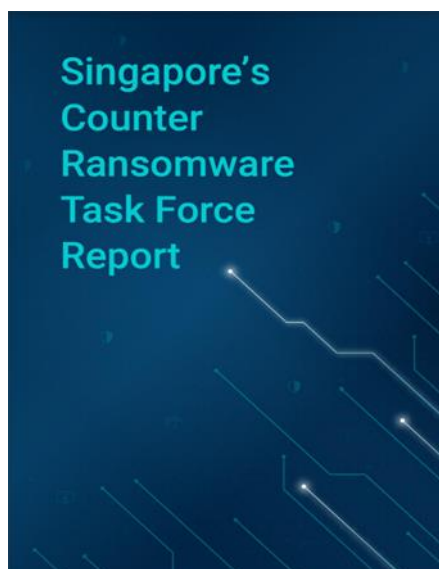 Singapore's
Counter
Ransomware
Task Force
Report